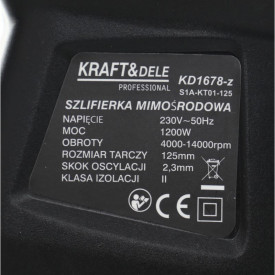 KRAFT&DELE
PROFESSIONAL
KD1678-z
S1A-KT01-125
SZLIFIERKA MIMOŚRODOWA
NAPIĘCIE 230V~50Hz
MOC 1200W
OBROTY 4000-14000rpm
ROZMIAR TARCZY 125mm
SKOK OSCYLACJI 2,3mm
KLASA IZOLACJI II
CE